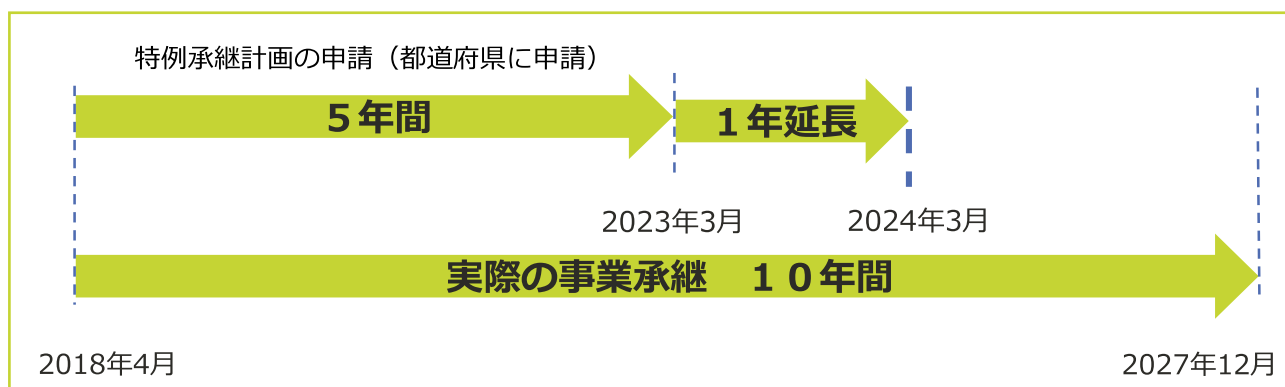 特例承継計画の申請（都道府県に申請）
５年間
１年延長
2023年3月
2024年3月
実際の事業承継　１０年間
2018年4月
2027年12月